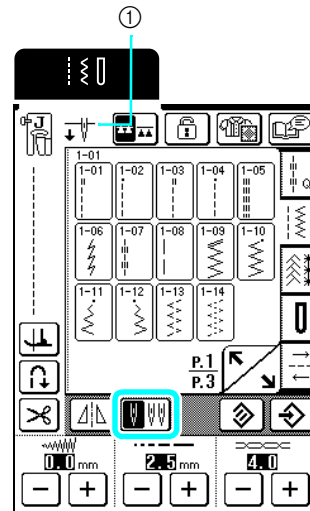 ①
J
1-01
1-01 1-02 1-03 1-04 1-05
1-06 1-07 1-08 1-09 1-10
1-11 1-12 1-13 1-14
Q
P.1
P.3
0.0 mm 2.5 mm 4.0
- + - + - +